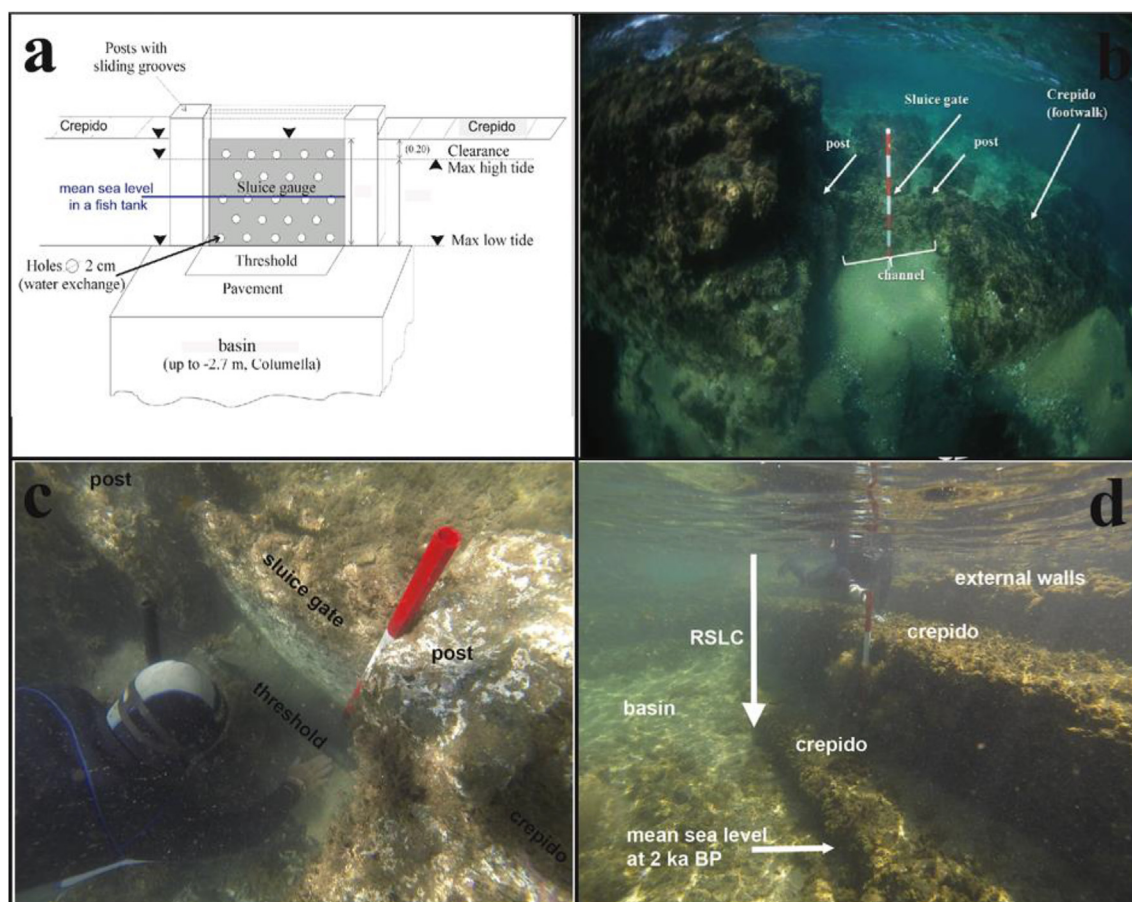 a
Posts with
sliding grooves
Crepido
Crepido
(0.20)
Clearance
Max high tide
Sluice gauge
mean sea level
in a fish tank
Max low tide
Holes ∅ 2 cm
(water exchange)
Threshold
Pavement
basin
(up to -2.7 m, Columella)
b
Sluice gate
Crepido
(footwalk)
post
post
channel
c
post
sluice gate
post
threshold
crepido
d
external walls
RSLC
crepido
basin
crepido
mean sea level
at 2 ka BP